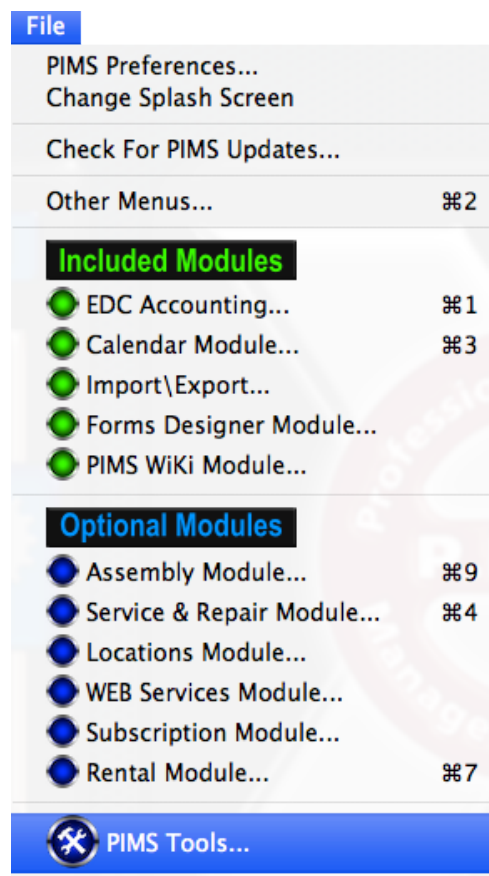 File
PIMS Preferences...
Change Splash Screen
Check For PIMS Updates...
Other Menus... ⌘2
Included Modules
EDC Accounting... ⌘1
Calendar Module... ⌘3
Import\Export...
Forms Designer Module...
PIMS WiKi Module...
Optional Modules
Assembly Module... ⌘9
Service & Repair Module... ⌘4
Locations Module...
WEB Services Module...
Subscription Module...
Rental Module... ⌘7
PIMS Tools...